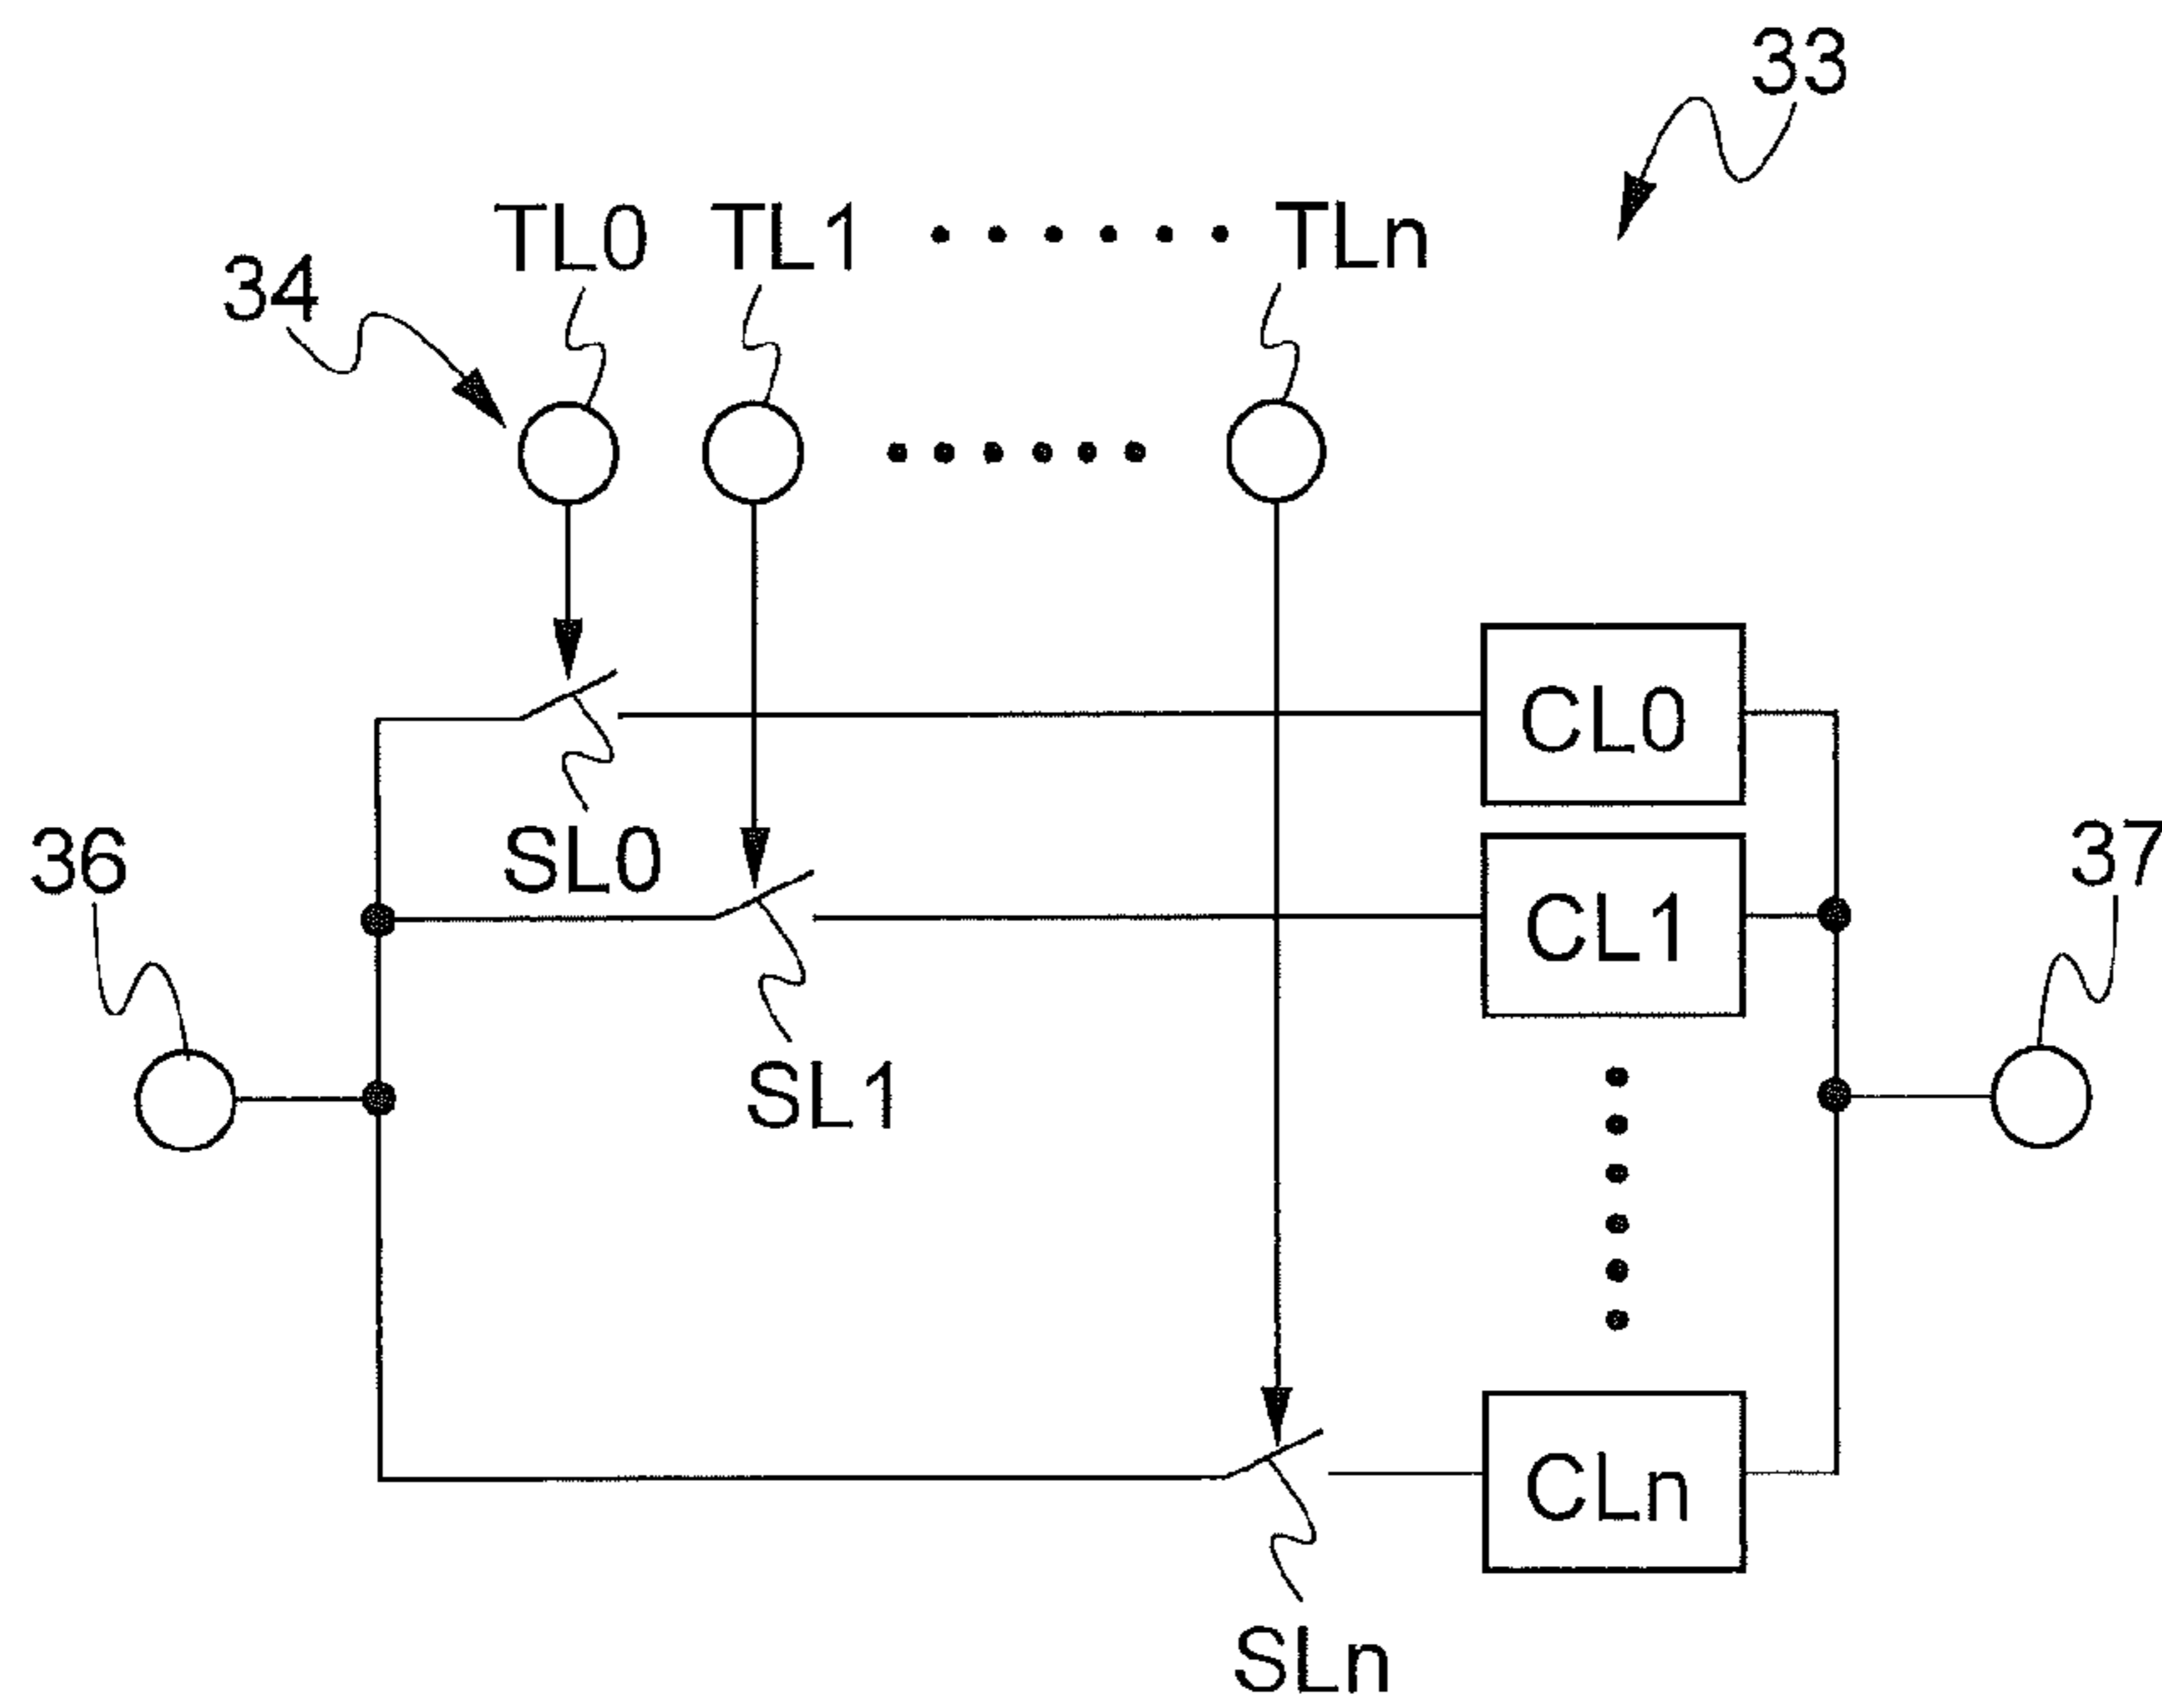 33
TL0 TL1 ...... TLn
34
CL0
SL0
36
CL1
37
SL1
CLn
SLn